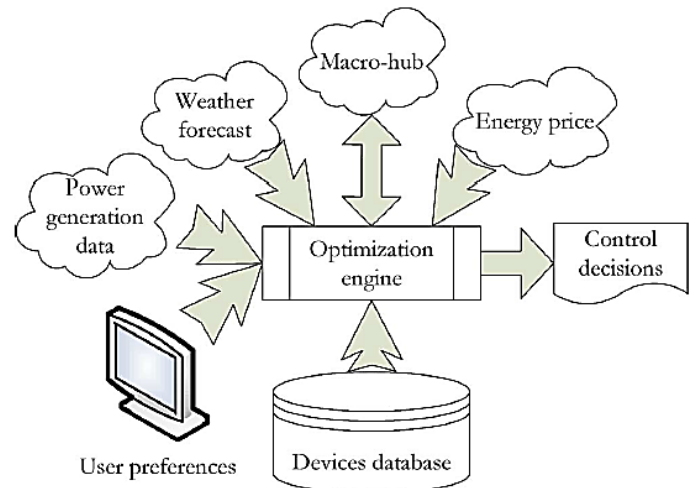 Macro-hub
Weather
forecast
Energy price
Power
generation
data
Optimization
engine
Control
decisions
User preferences
Devices database